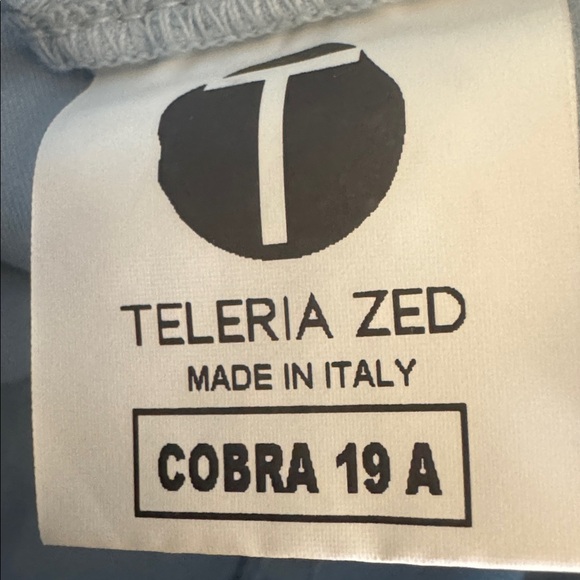 T
TELERIA ZED
MADE IN ITALY
COBRA 19 A